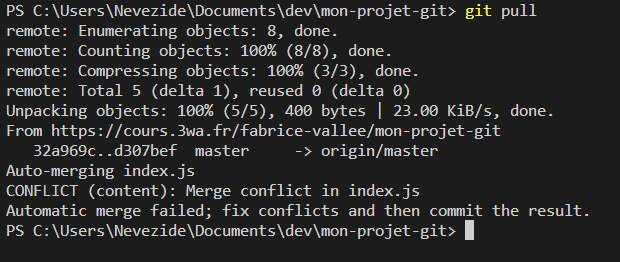 PS C:\Users\Nevezide\Documents\dev\mon-projet-git> git pull
remote: Enumerating objects: 8, done.
remote: Counting objects: 100% (8/8), done.
remote: Compressing objects: 100% (3/3), done.
remote: Total 5 (delta 1), reused 0 (delta 0)
Unpacking objects: 100% (5/5), 400 bytes | 23.00 KiB/s, done.
From https://cours.3wa.fr/fabrice-vallee/mon-projet-git
   32a969c..d307bef  master     -> origin/master
Auto-merging index.js
CONFLICT (content): Merge conflict in index.js
Automatic merge failed; fix conflicts and then commit the result.
PS C:\Users\Nevezide\Documents\dev\mon-projet-git>